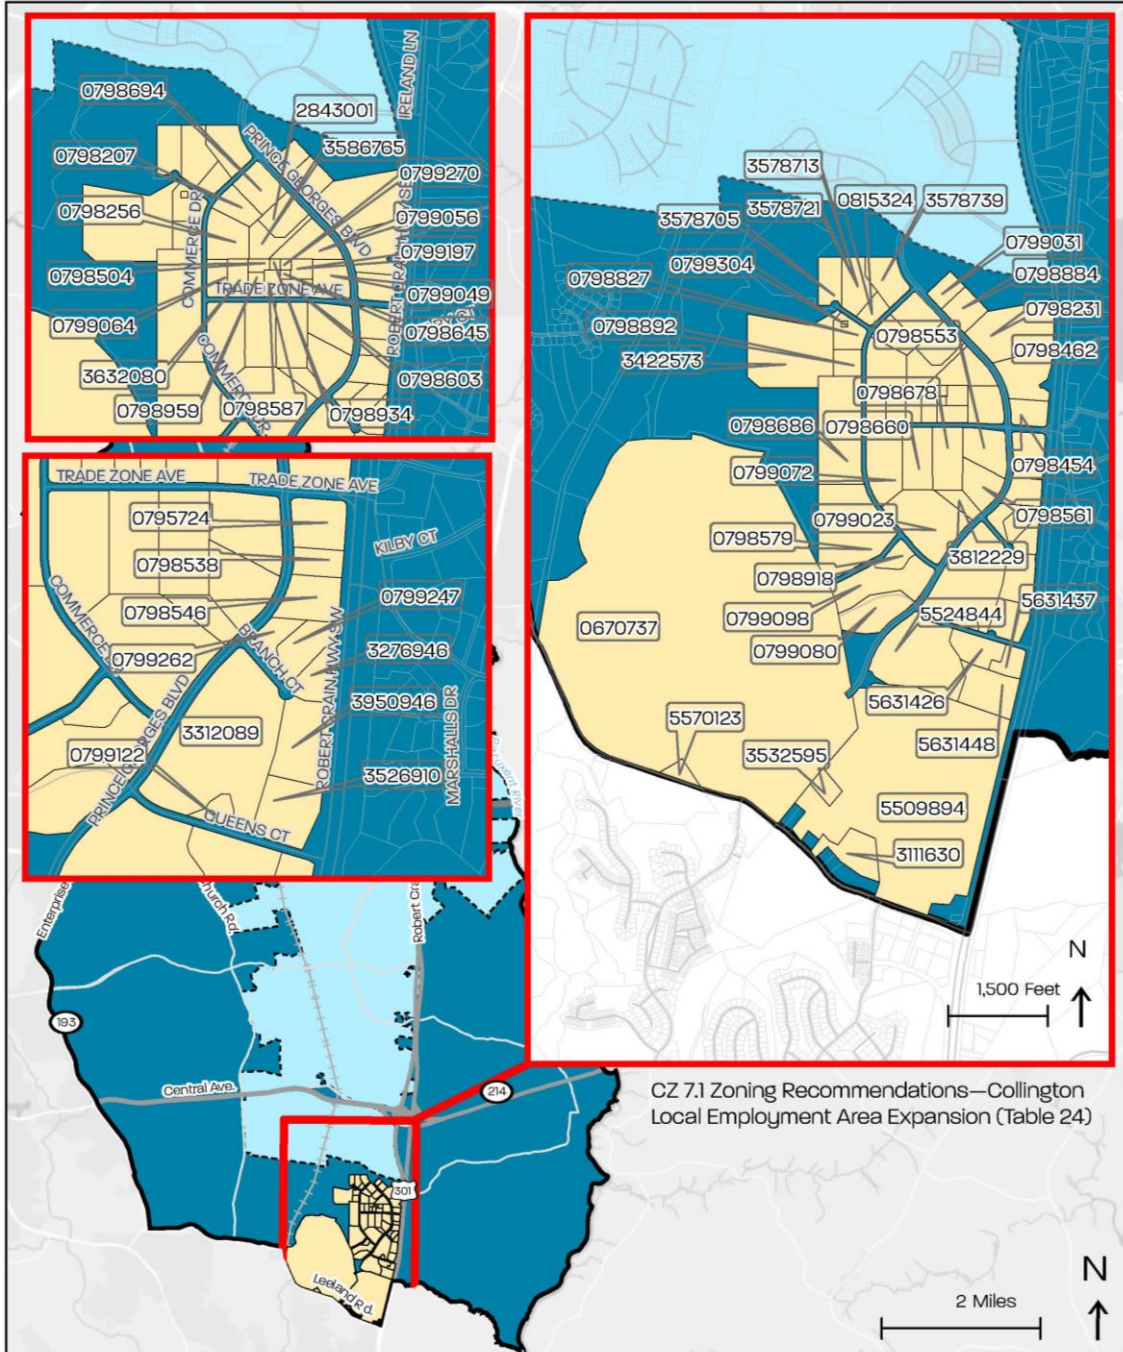 0798694
2843001
IRELAND LN
PRINCE GEORGES BLVD
3586765
0798207
0799270
0798256
COMMERCE DR
0799056
0799197
0798504
TRADE ZONE AVE
0799049
0799064
0798645
3632080
0798603
0798959
0798587
0798934
TRADE ZONE AVE
TRADE ZONE AVE
0795724
KILBY CT
0798538
0798546
0799247
0799262
BRANCH CT
3276946
ROBERT CRAIN HWY SW
3950946
3312089
PRINCE GEORGES BLVD
0799122
3526910
MARSHALLS DR
QUEENS CT
3578713
3578721
0815324
3578739
3578705
0799031
0799304
0798884
0798827
0798231
0798892
0798553
0798462
3422573
0798678
0798686
0798660
0799072
0798454
0799023
0798561
0798579
3812229
0798918
5631437
0799098
5524844
0670737
0799080
5631426
5570123
5631448
3532595
5509894
3111630
N
1,500 Feet
Enterprise
Church Rd.
Robert Cra
193
Central Ave.
214
301
Leeland Rd.
CZ 7.1 Zoning Recommendations—Collington
Local Employment Area Expansion (Table 24)
N
2 Miles